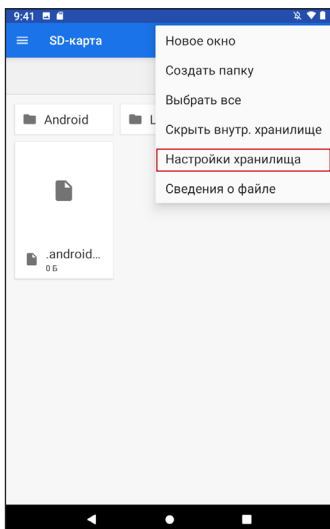 9:41
SD-карта
Новое окно
Создать папку
Выбрать все
Скрыть внутр. хранилище
Настройки хранилища
Сведения о файле
Android
L
.android...
0 Б